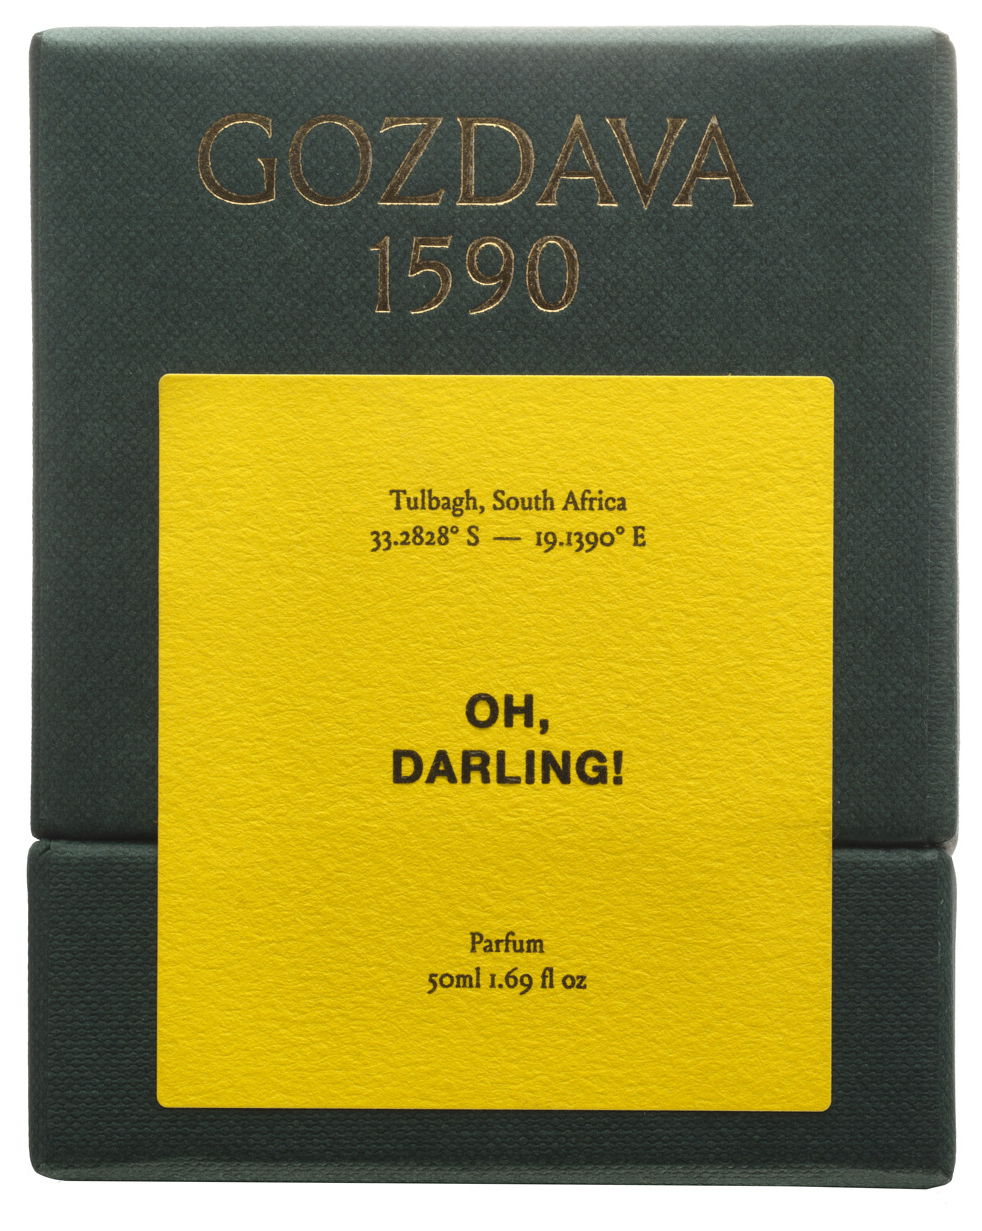 GOZDAVA
1590
Tulbagh, South Africa
33.2828° S — 19.1390° E
OH,
DARLING!
Parfum
50ml 1.69 fl oz